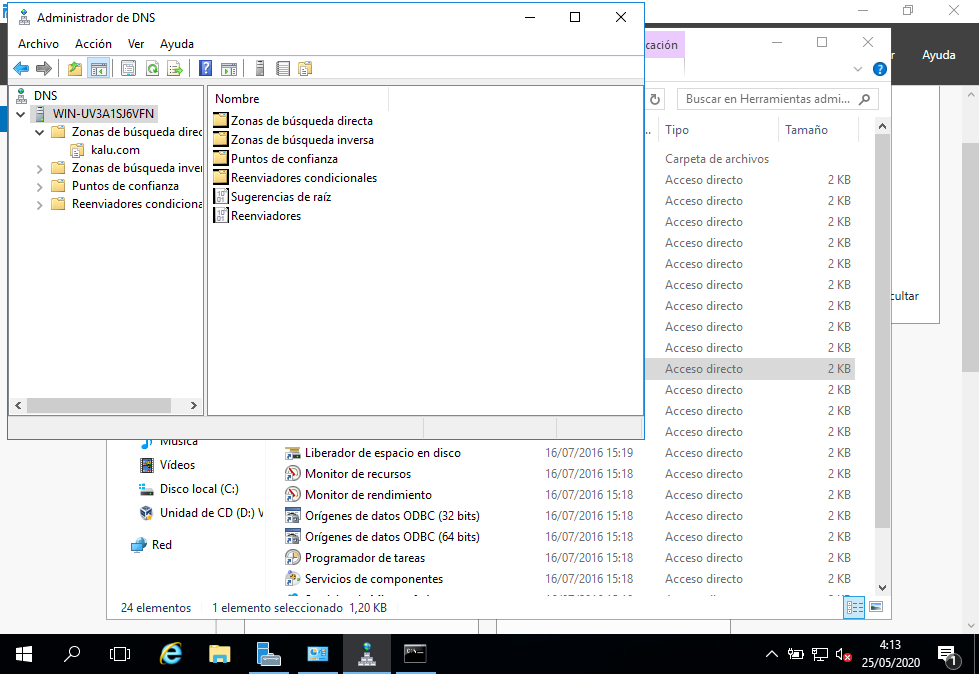 Administrador de DNS
Archivo Acción Ver Ayuda
DNS
WIN-UV3A1SJ6VFN
Zonas de búsqueda direc
kalu.com
Zonas de búsqueda inver
Puntos de confianza
Reenviadores condiciona
Nombre
Zonas de búsqueda directa
Zonas de búsqueda inversa
Puntos de confianza
Reenviadores condicionales
Sugerencias de raíz
Reenviadores
cación
r Ayuda
Buscar en Herramientas admi...
... Tipo Tamaño
Carpeta de archivos
Acceso directo 2 KB
Acceso directo 2 KB
Acceso directo 2 KB
Acceso directo 2 KB
Acceso directo 2 KB
Acceso directo 2 KB
Acceso directo 2 KB
Acceso directo 2 KB
Acceso directo 2 KB
Acceso directo 2 KB
Acceso directo 2 KB
Acceso directo 2 KB
Acceso directo 2 KB
cultar
Música
Vídeos
Disco local (C:)
Unidad de CD (D:) V
Red
Liberador de espacio en disco 16/07/2016 15:19 Acceso directo 2 KB
Monitor de recursos 16/07/2016 15:18 Acceso directo 2 KB
Monitor de rendimiento 16/07/2016 15:18 Acceso directo 2 KB
Orígenes de datos ODBC (32 bits) 16/07/2016 15:18 Acceso directo 2 KB
Orígenes de datos ODBC (64 bits) 16/07/2016 15:18 Acceso directo 2 KB
Programador de tareas 16/07/2016 15:18 Acceso directo 2 KB
Servicios de componentes 16/07/2016 15:18 Acceso directo 2 KB
24 elementos 1 elemento seleccionado 1,20 KB
4:13
25/05/2020
1